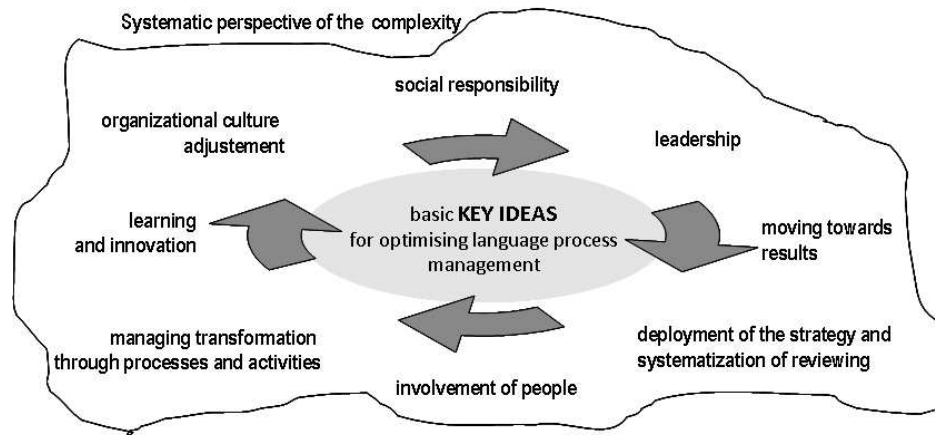 Systematic perspective of the complexity
social responsibility
organizational culture
adjustement
leadership
learning
and innovation
basic KEY IDEAS
for optimising language process
management
moving towards
results
managing transformation
through processes and activities
deployment of the strategy and
systematization of reviewing
involvement of people